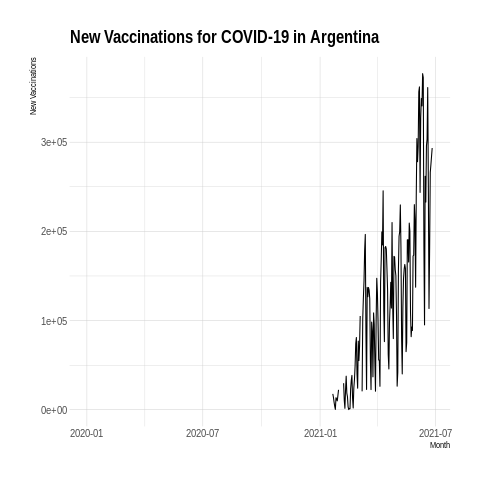 New Vaccinations for COVID-19 in Argentina
New Vaccinations
3e+05
2e+05
1e+05
0e+00
2020-01 2020-07 2021-01 2021-07
Month